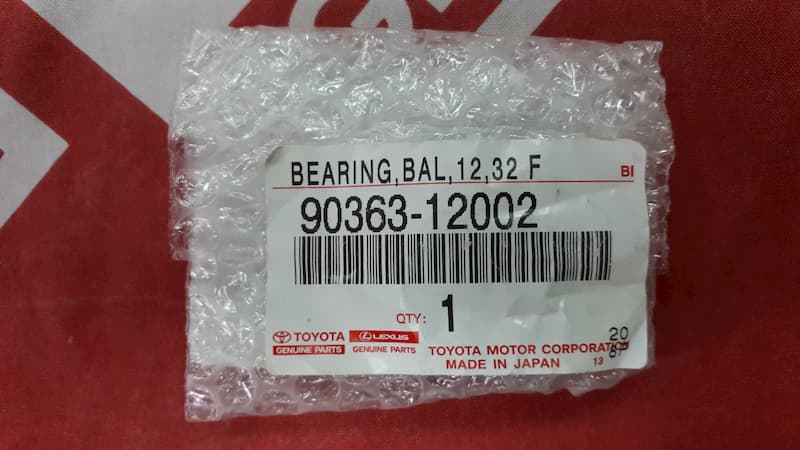 BEARING,BAL,12,32 F
BI
90363-12002
QTY: 1
TOYOTA
GENUINE PARTS
LEXUS
GENUINE PARTS
TOYOTA MOTOR CORPORATION
MADE IN JAPAN
13
20